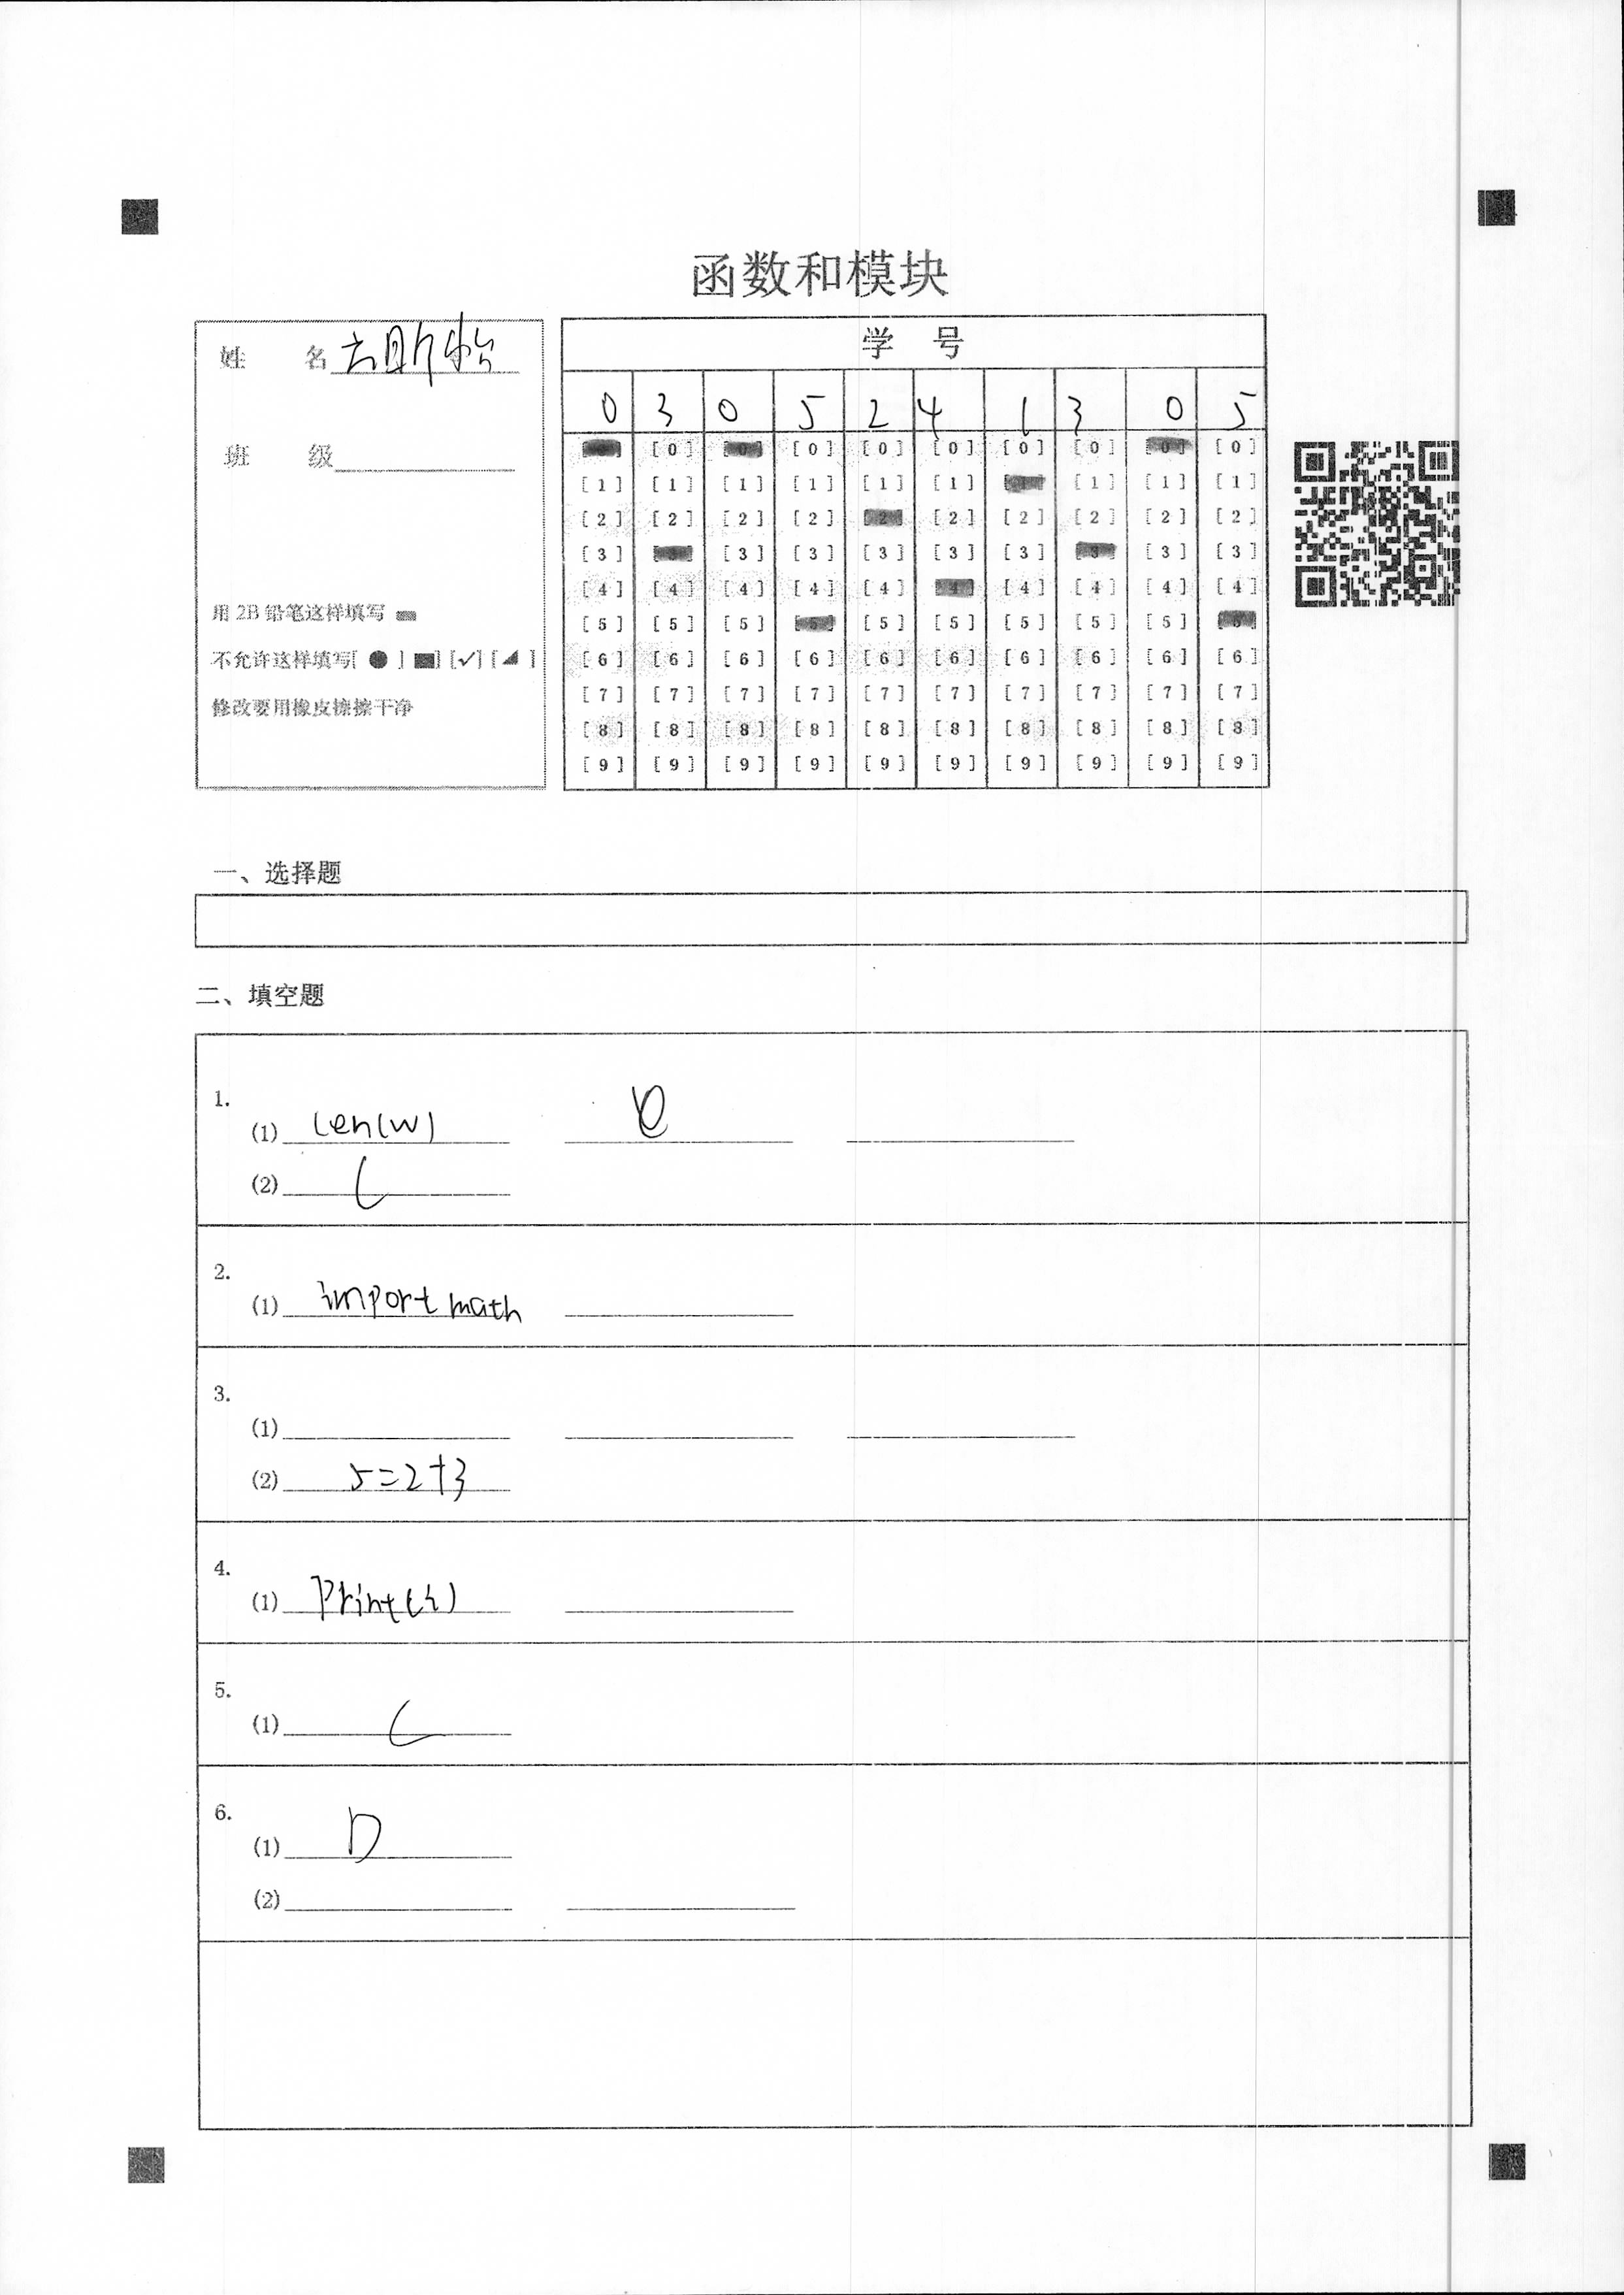 函数和模块
姓 名
班 级
用 2B 铅笔这样填写
不允许这样填写[ ● ] [■] [✓] [◢ ]
修改要用橡皮擦擦干净
学 号
0 3 0 5 2 4 1 3 0 5
[0] [0] [0] [0] [0] [0] [0] [0] [0] [0]
[1] [1] [1] [1] [1] [1] [1] [1] [1] [1]
[2] [2] [2] [2] [2] [2] [2] [2] [2] [2]
[3] [3] [3] [3] [3] [3] [3] [3] [3] [3]
[4] [4] [4] [4] [4] [4] [4] [4] [4] [4]
[5] [5] [5] [5] [5] [5] [5] [5] [5] [5]
[6] [6] [6] [6] [6] [6] [6] [6] [6] [6]
[7] [7] [7] [7] [7] [7] [7] [7] [7] [7]
[8] [8] [8] [8] [8] [8] [8] [8] [8] [8]
[9] [9] [9] [9] [9] [9] [9] [9] [9] [9]
一、选择题
二、填空题
1.
(1) len(w)
(2) C
2.
(1) import math
3.
(1)
(2) 5=2+3
4.
(1) Print(i)
5.
(1) C
6.
(1) D
(2)